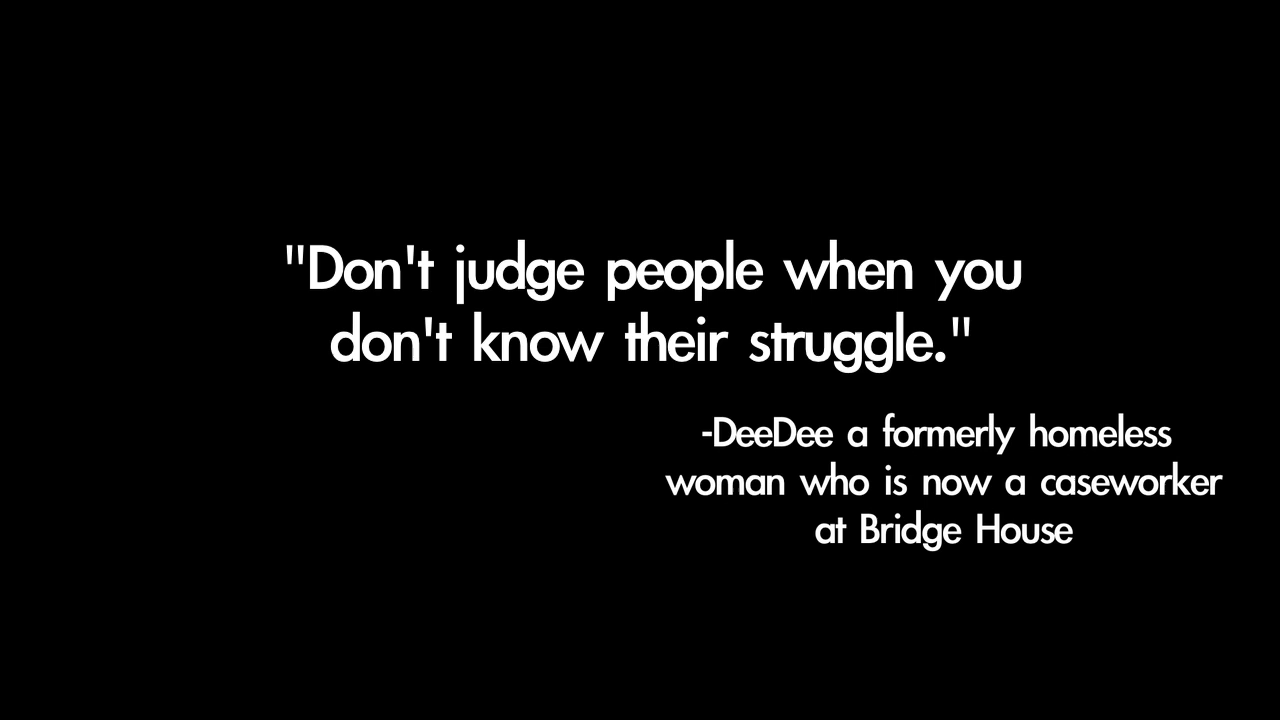 "Don't judge people when you
don't know their struggle."
-DeeDee a formerly homeless
woman who is now a caseworker
at Bridge House